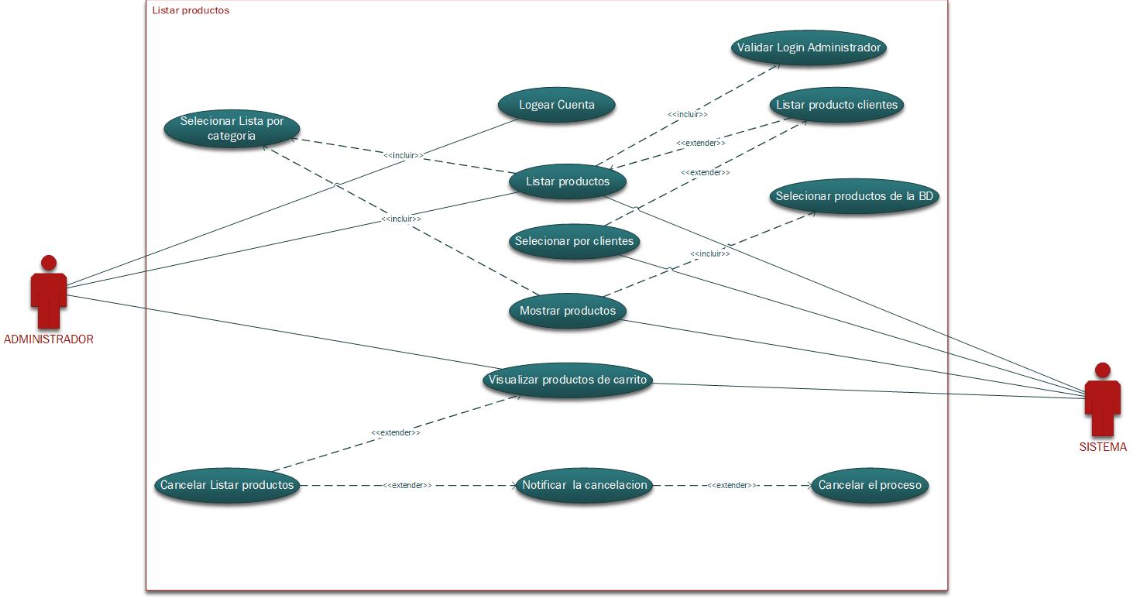 Listar productos
Validar Login Administrador
Logear Cuenta
Listar producto clientes
Selecionar Lista por
categoria
<<incluir>>
<<extender>>
<<incluir>>
<<extender>>
Listar productos
Selecionar productos de la BD
<<incluir>>
Selecionar por clientes
<<incluir>>
Mostrar productos
ADMINISTRADOR
Visualizar productos de carrito
<<extender>>
SISTEMA
Cancelar Listar productos
<<extender>>
Notificar la cancelacion
<<extender>>
Cancelar el proceso